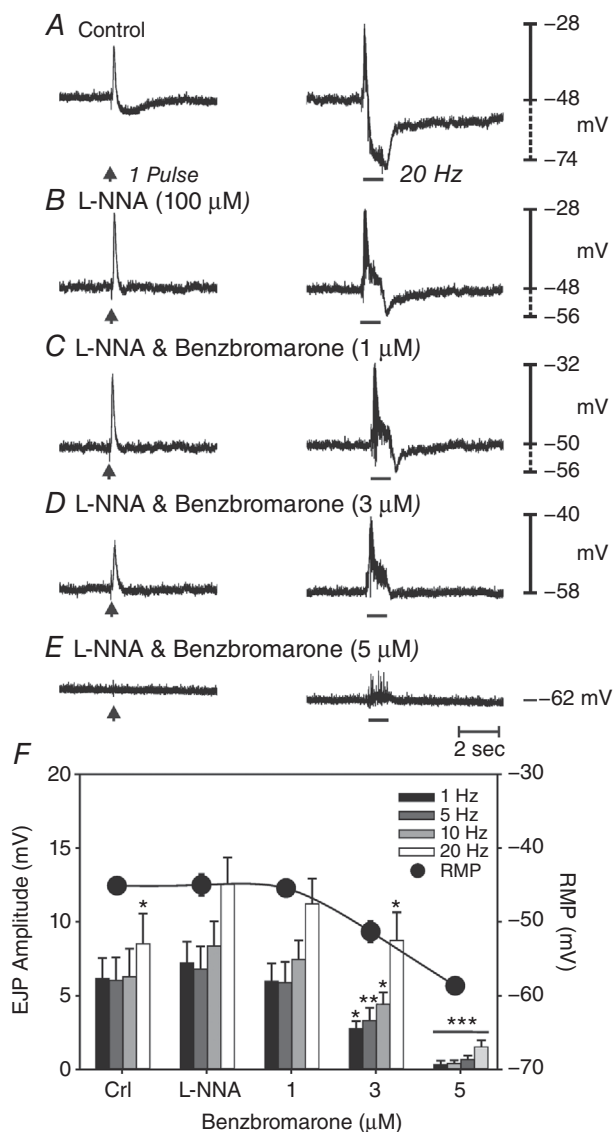 A Control
−28
−48
mV
−74
1 Pulse
20 Hz
B L-NNA (100 μM)
−28
−48
mV
−56
C L-NNA & Benzbromarone (1 μM)
−32
−50
mV
−56
D L-NNA & Benzbromarone (3 μM)
−40
mV
−58
E L-NNA & Benzbromarone (5 μM)
−62 mV
2 sec
F
20
15
10
5
0
EJP Amplitude (mV)
1 Hz
5 Hz
10 Hz
20 Hz
RMP
−30
−40
−50
−60
−70
RMP (mV)
*
*
**
*
*
***
Crl L-NNA 1 3 5
Benzbromarone (μM)